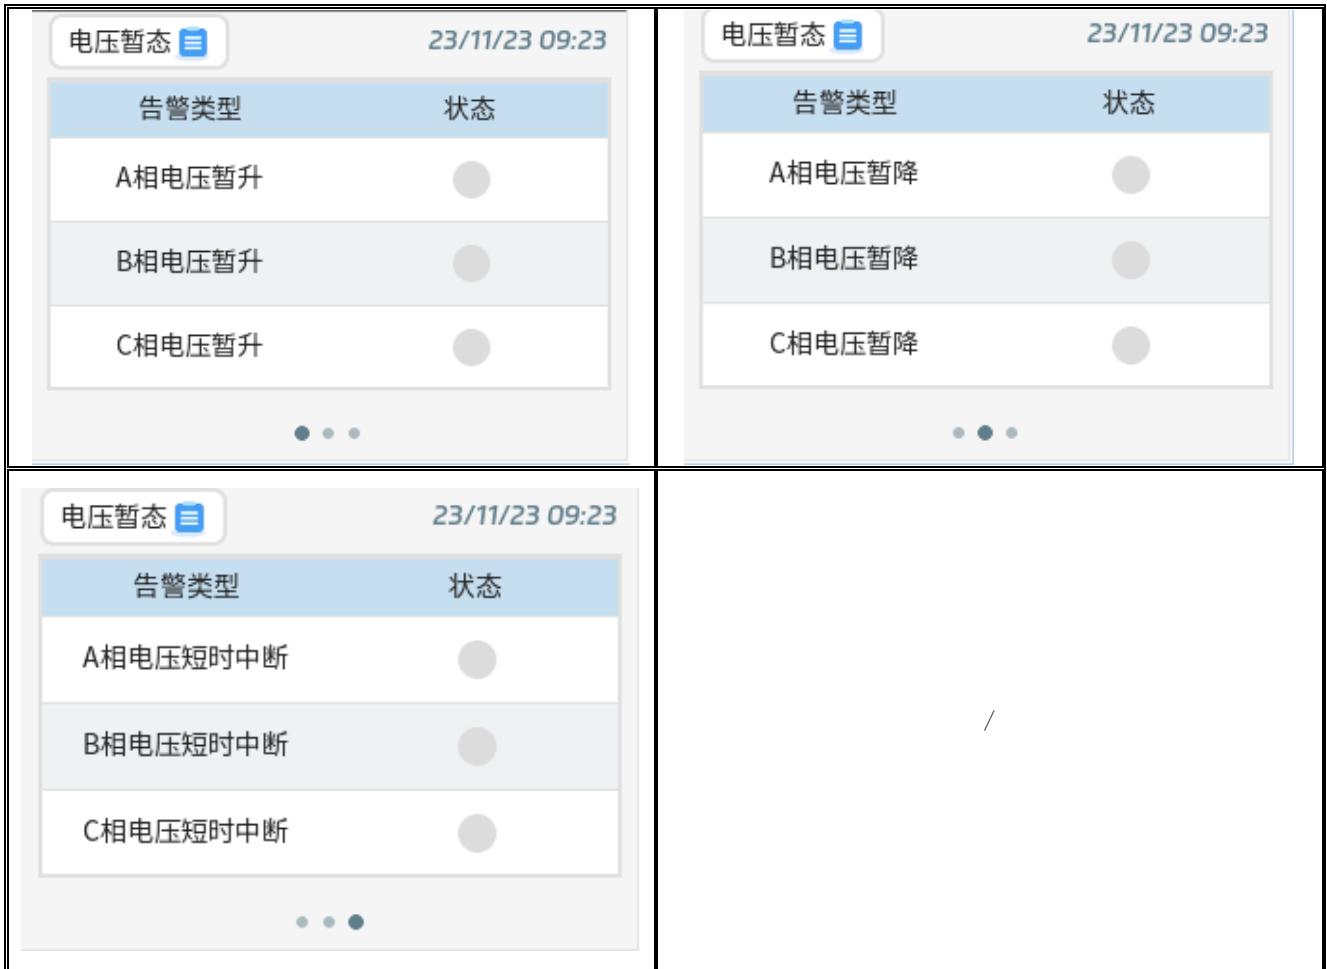 电压暂态 23/11/23 09:23
告警类型 状态
A相电压暂升
B相电压暂升
C相电压暂升
电压暂态 23/11/23 09:23
告警类型 状态
A相电压暂降
B相电压暂降
C相电压暂降
电压暂态 23/11/23 09:23
告警类型 状态
A相电压短时中断
B相电压短时中断
C相电压短时中断
/